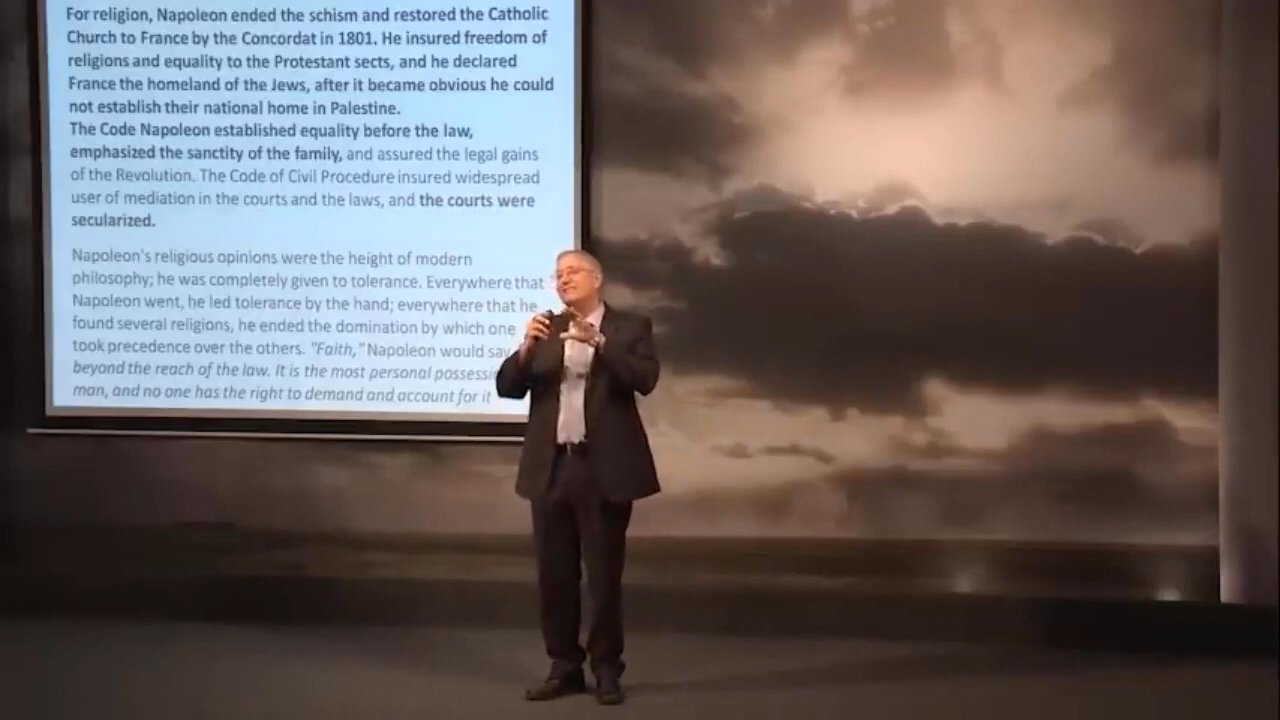 For religion, Napoleon ended the schism and restored the Catholic
Church to France by the Concordat in 1801. He insured freedom of
religions and equality to the Protestant sects, and he declared
France the homeland of the Jews, after it became obvious he could
not establish their national home in Palestine.
The Code Napoleon established equality before the law,
emphasized the sanctity of the family, and assured the legal gains
of the Revolution. The Code of Civil Procedure insured widespread
user of mediation in the courts and the laws, and the courts were
secularized.
Napoleon's religious opinions were the height of modern
philosophy; he was completely given to tolerance. Everywhere that
Napoleon went, he led tolerance by the hand; everywhere that he
found several religions, he ended the domination by which one
took precedence over the others. "Faith," Napoleon would say
beyond the reach of the law. It is the most personal
man, and no one has the right to demand and account for it